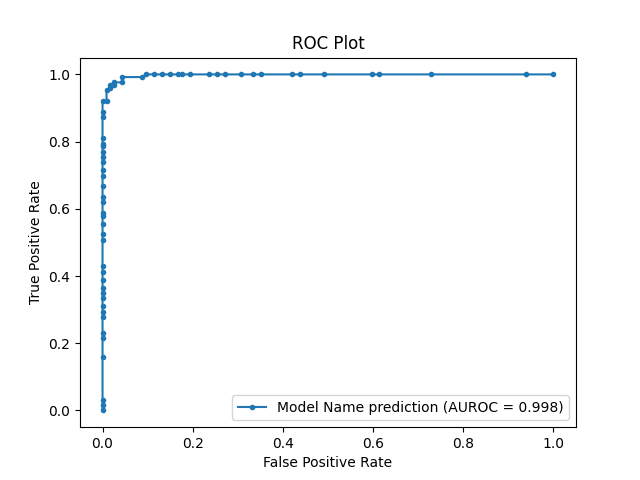 ROC Plot
1.0
0.8
0.6
0.4
0.2
0.0
True Positive Rate
Model Name prediction (AUROC = 0.998)
0.0 0.2 0.4 0.6 0.8 1.0
False Positive Rate